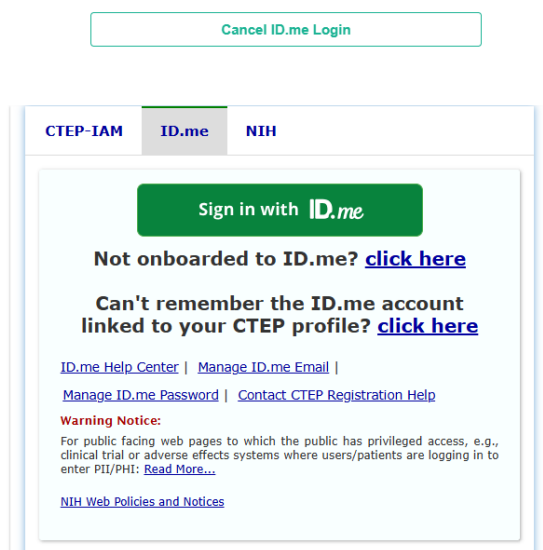 Cancel ID.me Login
CTEP-IAM ID.me NIH
Sign in with ID.me
Not onboarded to ID.me? click here
Can't remember the ID.me account
linked to your CTEP profile? click here
ID.me Help Center | Manage ID.me Email |
Manage ID.me Password | Contact CTEP Registration Help
Warning Notice:
For public facing web pages to which the public has privileged access, e.g.,
clinical trial or adverse effects systems where users/patients are logging in to
enter PII/PHI: Read More...
NIH Web Policies and Notices